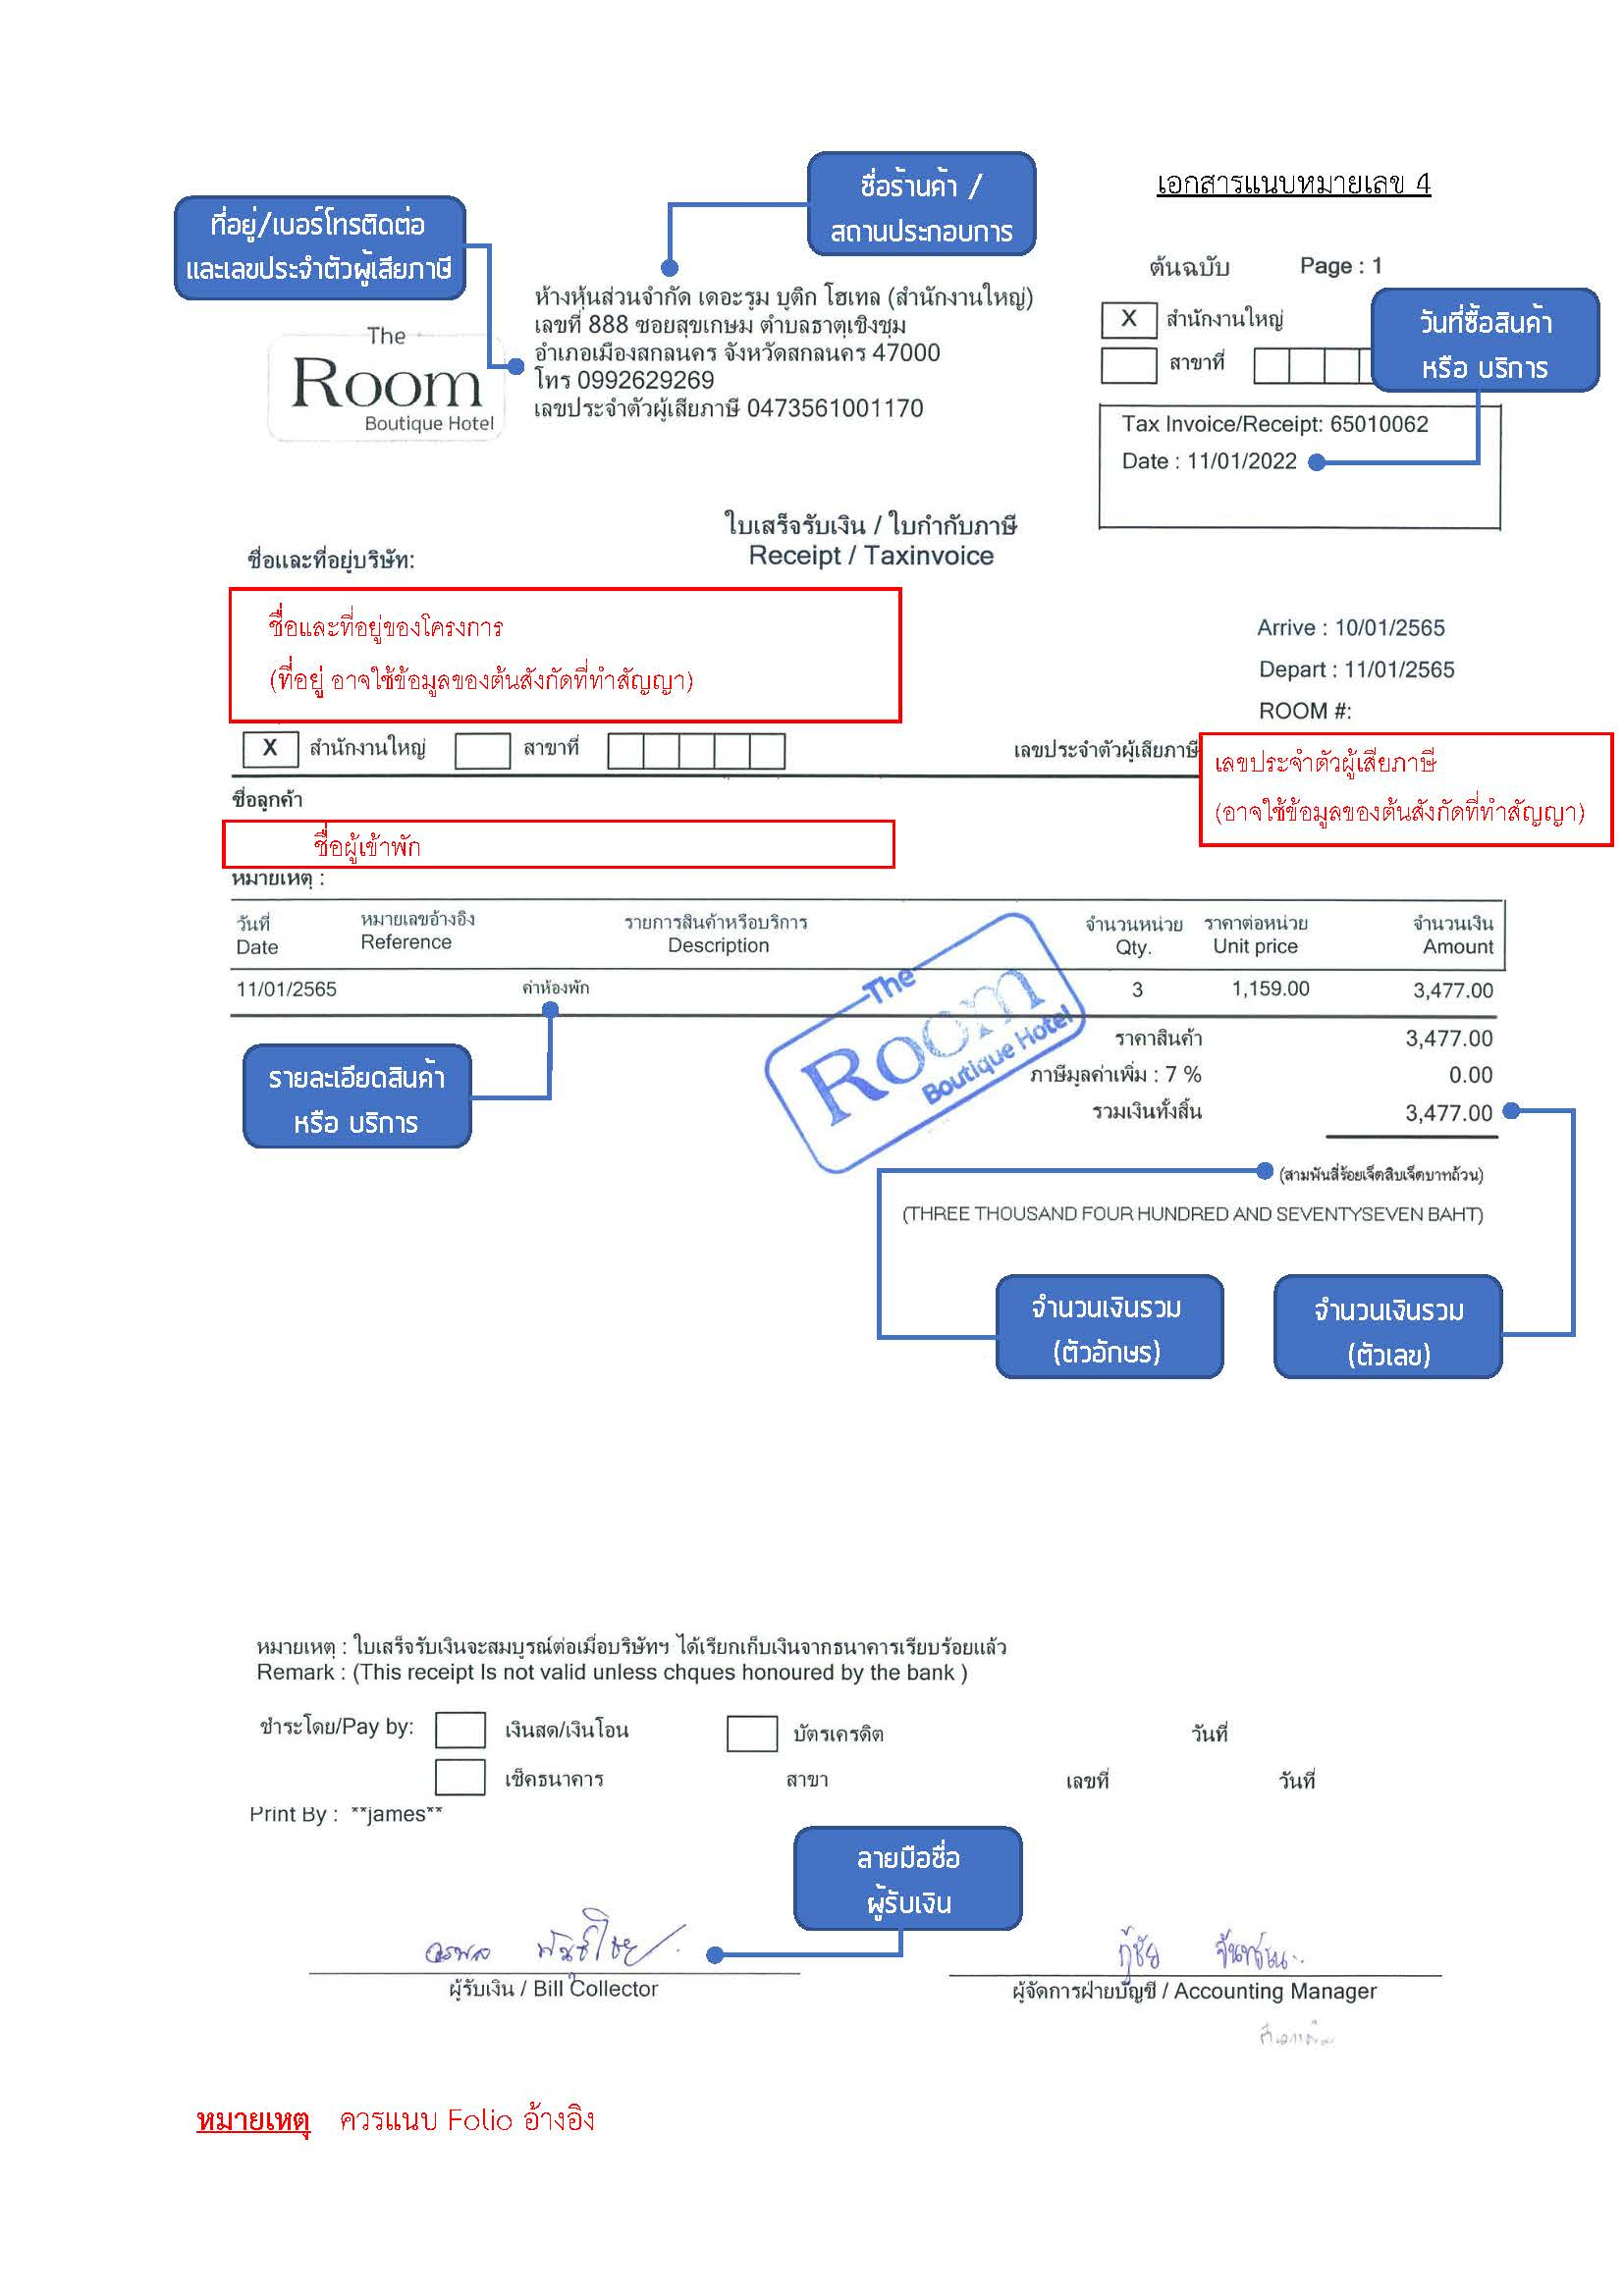 เอกสารแนบหมายเลข 4
ชื่อร้านค้า /
สถานประกอบการ
ที่อยู่/เบอร์โทรติดต่อ
และเลขประจำตัวผู้เสียภาษี
ต้นฉบับ Page : 1
ห้างหุ้นส่วนจำกัด เดอะรูม บูติก โฮเทล (สำนักงานใหญ่)
เลขที่ 888 ซอยสุขเกษม ตำบลธาตุเชิงชุม
อำเภอเมืองสกลนคร จังหวัดสกลนคร 47000
โทร 0992629269
เลขประจำตัวผู้เสียภาษี 0473561001170
The
Room
Boutique Hotel
X สำนักงานใหญ่
สาขาที่
วันที่ซื้อสินค้า
หรือ บริการ
Tax Invoice/Receipt: 65010062
Date : 11/01/2022
ใบเสร็จรับเงิน / ใบกำกับภาษี
Receipt / Taxinvoice
ชื่อและที่อยู่บริษัท:
ชื่อและที่อยู่ของโครงการ
(ที่อยู่ อาจใช้ข้อมูลของต้นสังกัดที่ทำสัญญา)
Arrive : 10/01/2565
Depart : 11/01/2565
ROOM #:
X สำนักงานใหญ่ สาขาที่
เลขประจำตัวผู้เสียภาษี
เลขประจำตัวผู้เสียภาษี
(อาจใช้ข้อมูลของต้นสังกัดที่ทำสัญญา)
ชื่อลูกค้า
ชื่อผู้เข้าพัก
หมายเหตุ :
วันที่ หมายเลขอ้างอิง รายการสินค้าหรือบริการ จำนวนหน่วย ราคาต่อหน่วย จำนวนเงิน
Date Reference Description Qty. Unit price Amount
11/01/2565 ค่าห้องพัก 3 1,159.00 3,477.00
The
Room
Boutique Hotel
ราคาสินค้า 3,477.00
ภาษีมูลค่าเพิ่ม : 7 % 0.00
รวมเงินทั้งสิ้น 3,477.00
รายละเอียดสินค้า
หรือ บริการ
(สามพันสี่ร้อยเจ็ดสิบเจ็ดบาทถ้วน)
(THREE THOUSAND FOUR HUNDRED AND SEVENTYSEVEN BAHT)
จำนวนเงินรวม
(ตัวอักษร)
จำนวนเงินรวม
(ตัวเลข)
หมายเหตุ : ใบเสร็จรับเงินจะสมบูรณ์ต่อเมื่อบริษัทฯ ได้เรียกเก็บเงินจากธนาคารเรียบร้อยแล้ว
Remark : (This receipt Is not valid unless chques honoured by the bank )
ชำระโดย/Pay by: เงินสด/เงินโอน บัตรเครดิต วันที่
เช็คธนาคาร สาขา เลขที่ วันที่
Print By : **james**
ลายมือชื่อ
ผู้รับเงิน
ผู้รับเงิน / Bill Collector
ผู้จัดการฝ่ายบัญชี / Accounting Manager
หมายเหตุ ควรแนบ Folio อ้างอิง